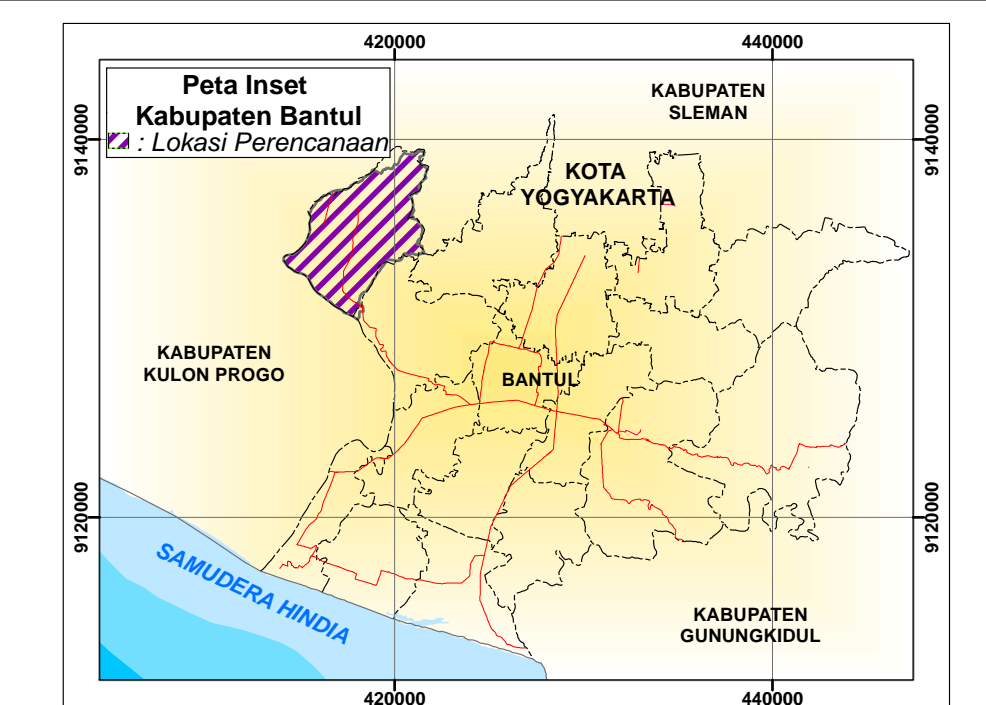 420000
440000
Peta Inset
Kabupaten Bantul
: Lokasi Perencanaan
KABUPATEN
SLEMAN
9140000
9140000
KOTA
YOGYAKARTA
KABUPATEN
KULON PROGO
BANTUL
9120000
9120000
SAMUDERA HINDIA
KABUPATEN
GUNUNGKIDUL
420000
440000